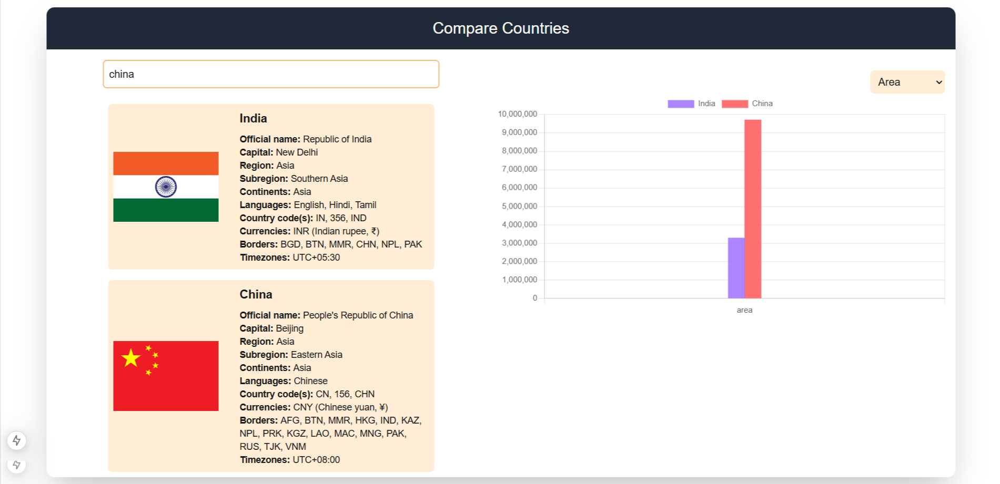 Compare Countries
china
India
Official name: Republic of India
Capital: New Delhi
Region: Asia
Subregion: Southern Asia
Continents: Asia
Languages: English, Hindi, Tamil
Country code(s): IN, 356, IND
Currencies: INR (Indian rupee, ₹)
Borders: BGD, BTN, MMR, CHN, NPL, PAK
Timezones: UTC+05:30
China
Official name: People's Republic of China
Capital: Beijing
Region: Asia
Subregion: Eastern Asia
Continents: Asia
Languages: Chinese
Country code(s): CN, 156, CHN
Currencies: CNY (Chinese yuan, ¥)
Borders: AFG, BTN, MMR, HKG, IND, KAZ,
NPL, PRK, KGZ, LAO, MAC, MNG, PAK,
RUS, TJK, VNM
Timezones: UTC+08:00
Area
India China
10,000,000
9,000,000
8,000,000
7,000,000
6,000,000
5,000,000
4,000,000
3,000,000
2,000,000
1,000,000
0
area